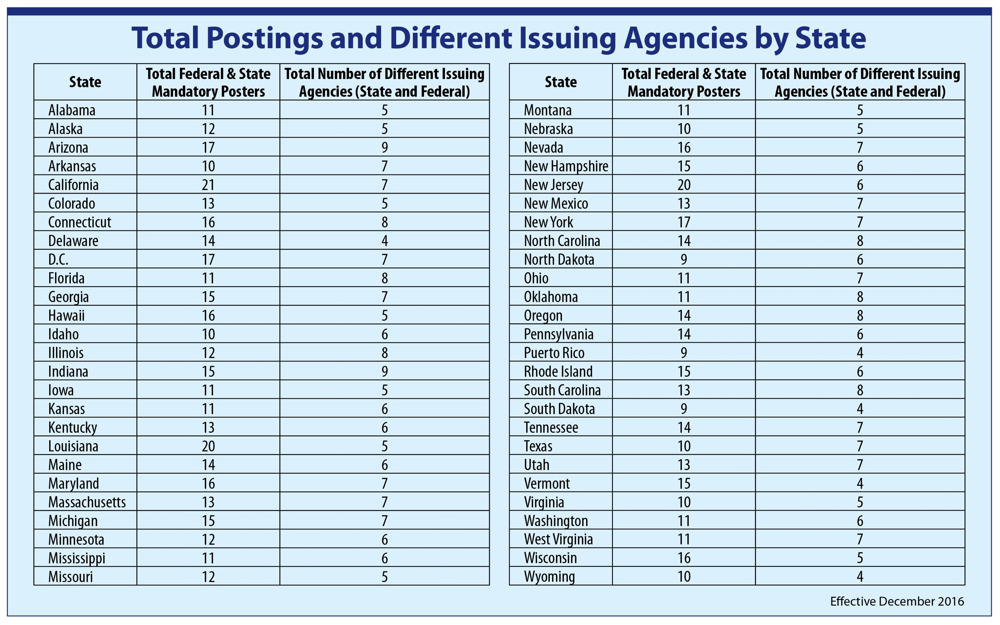 Total Postings and Different Issuing Agencies by State
State Total Federal & State Mandatory Posters Total Number of Different Issuing Agencies (State and Federal)
Alabama 11 5
Alaska 12 5
Arizona 17 9
Arkansas 10 7
California 21 7
Colorado 13 5
Connecticut 16 8
Delaware 14 4
D.C. 17 7
Florida 11 8
Georgia 15 7
Hawaii 16 5
Idaho 10 6
Illinois 12 8
Indiana 15 9
Iowa 11 5
Kansas 11 6
Kentucky 13 6
Louisiana 20 5
Maine 14 6
Maryland 16 7
Massachusetts 13 7
Michigan 15 7
Minnesota 12 6
Mississippi 11 6
Missouri 12 5
State Total Federal & State Mandatory Posters Total Number of Different Issuing Agencies (State and Federal)
Montana 11 5
Nebraska 10 5
Nevada 16 7
New Hampshire 15 6
New Jersey 20 6
New Mexico 13 7
New York 17 7
North Carolina 14 8
North Dakota 9 6
Ohio 11 7
Oklahoma 11 8
Oregon 14 8
Pennsylvania 14 6
Puerto Rico 9 4
Rhode Island 15 6
South Carolina 13 8
South Dakota 9 4
Tennessee 14 7
Texas 10 7
Utah 13 7
Vermont 15 4
Virginia 10 5
Washington 11 6
West Virginia 11 7
Wisconsin 16 5
Wyoming 10 4
Effective December 2016